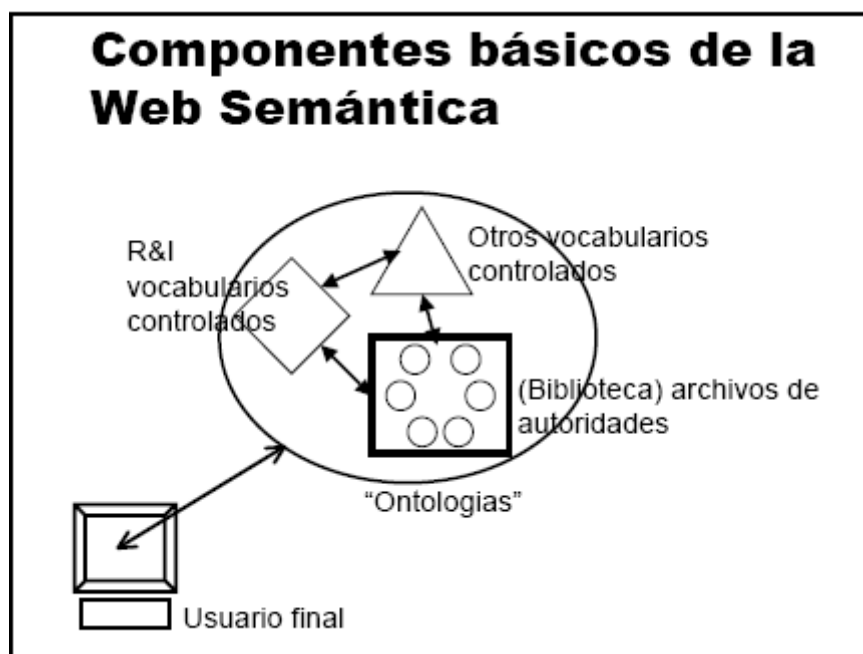 Componentes básicos de la
Web Semántica
R&I
vocabularios
controlados
Otros vocabularios
controlados
(Biblioteca) archivos de
autoridades
“Ontologias”
Usuario final